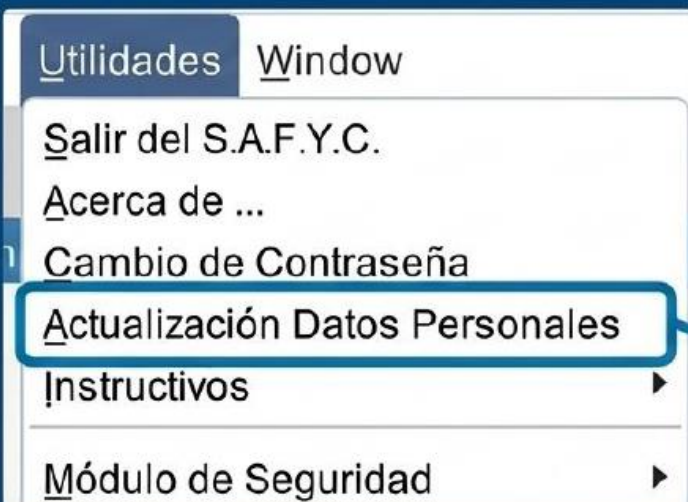 Utilidades Window
Salir del S.A.F.Y.C.
Acerca de ...
Cambio de Contraseña
Actualización Datos Personales
Instructivos
Módulo de Seguridad